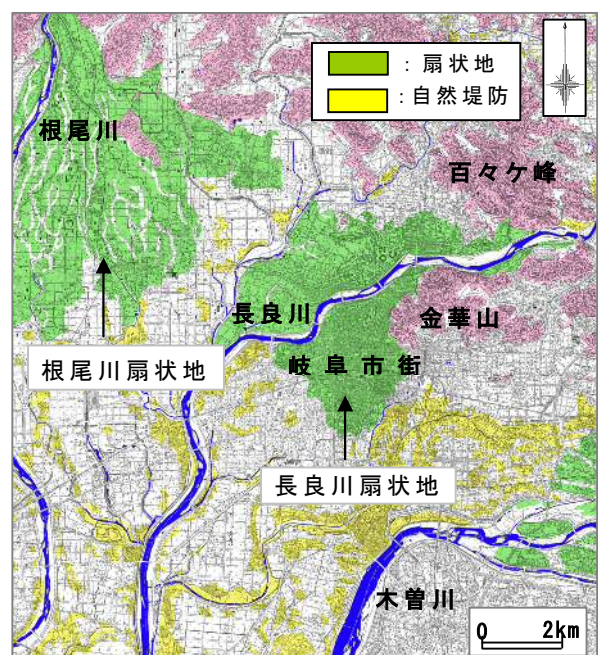 ：扇状地
：自然堤防
根尾川
百々ケ峰
長良川
金華山
岐阜市街
根尾川扇状地
長良川扇状地
木曽川
0 2km